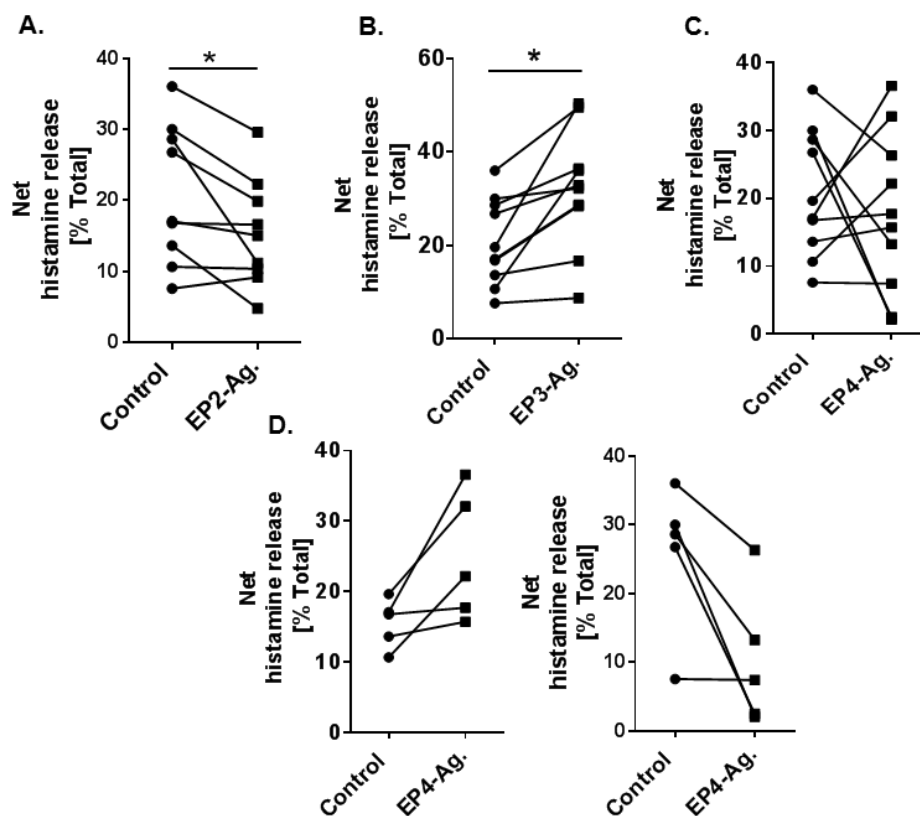 A.
Net
histamine release
[% Total]
40
30
20
10
0
*
Control
EP2-Ag.
B.
Net
histamine release
[% Total]
60
40
20
0
*
Control
EP3-Ag.
C.
Net
histamine release
[% Total]
40
30
20
10
0
Control
EP4-Ag.
D.
Net
histamine release
[% Total]
40
30
20
10
0
Control
EP4-Ag.
Net
histamine release
[% Total]
40
30
20
10
0
Control
EP4-Ag.